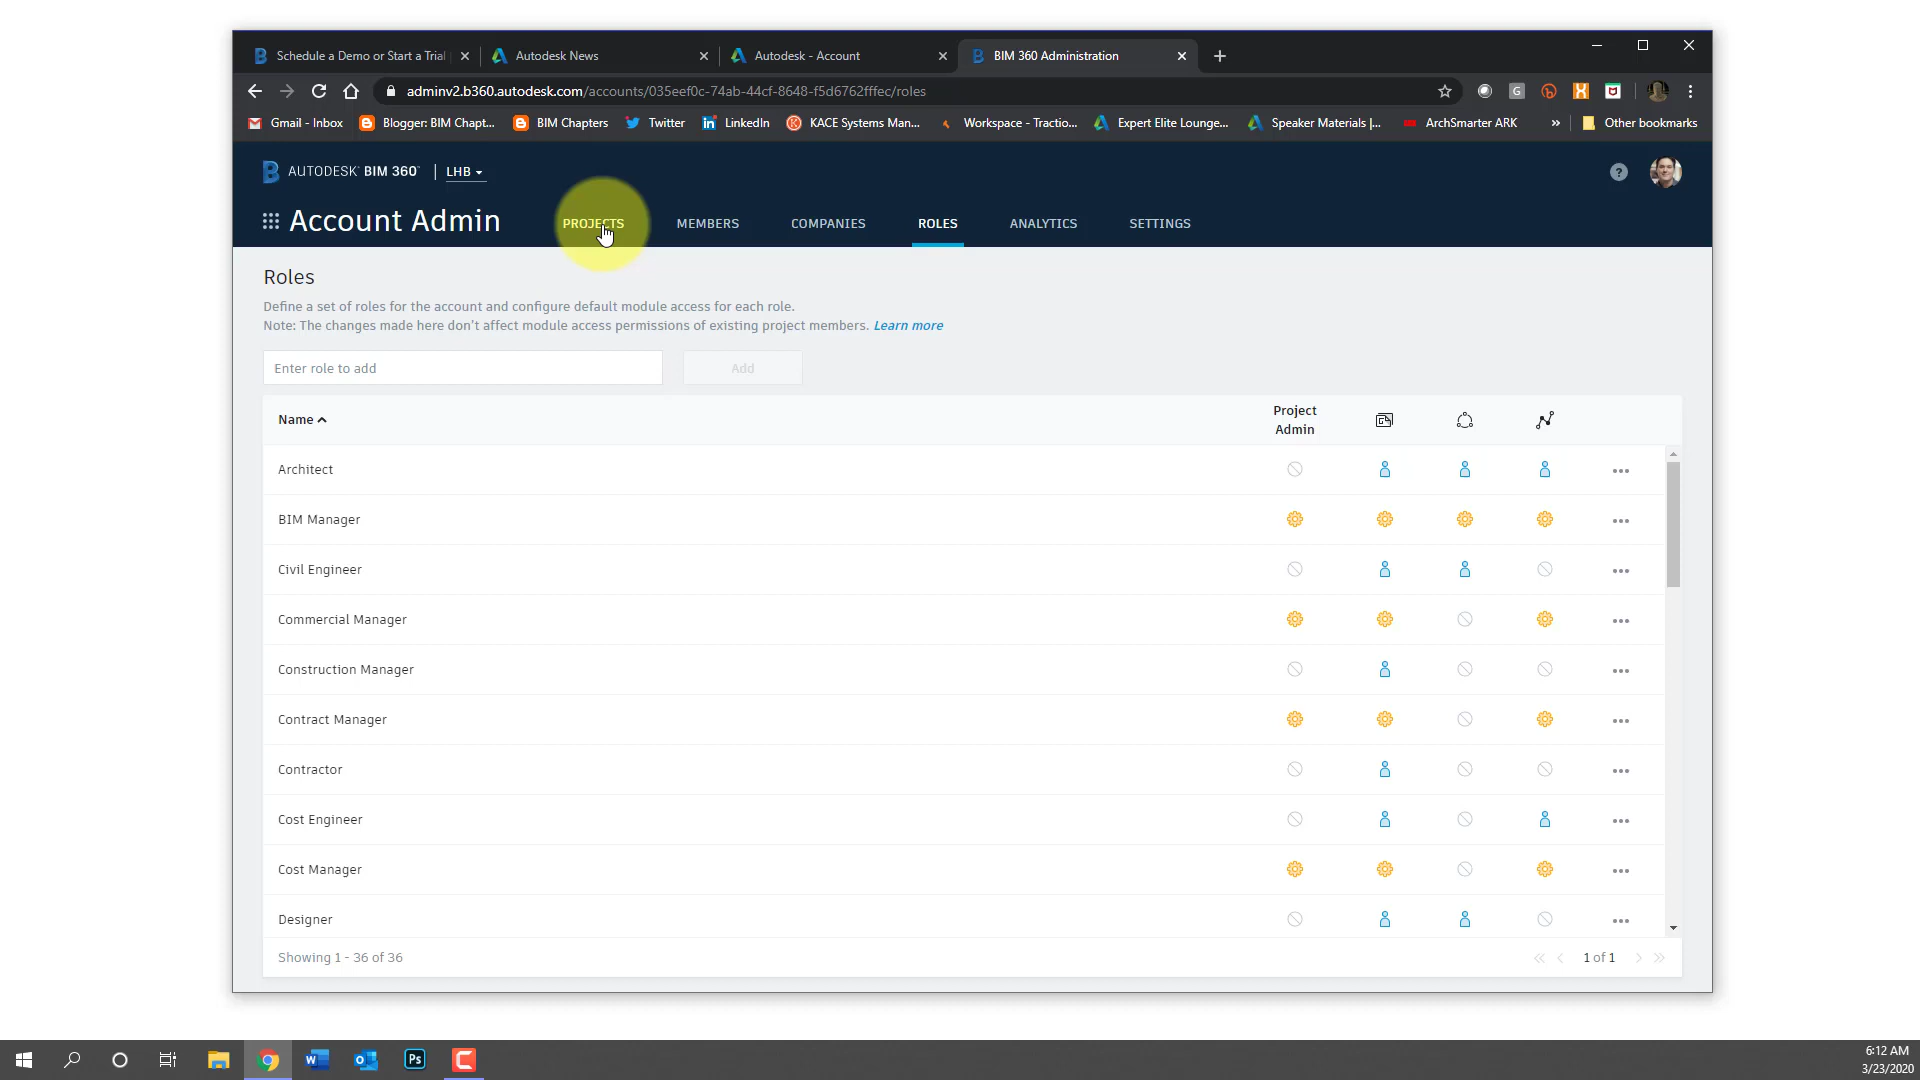 Schedule a Demo or Start a Trial
Autodesk News
Autodesk - Account
BIM 360 Administration
adminv2.b360.autodesk.com/accounts/035eef0c-74ab-44cf-8648-f5d6762fffec/roles
Gmail - Inbox
Blogger: BIM Chapt...
BIM Chapters
Twitter
LinkedIn
KACE Systems Man...
Workspace - Tractio...
Expert Elite Lounge...
Speaker Materials |...
ArchSmarter ARK
»
Other bookmarks
AUTODESK® BIM 360™
LHB
Account Admin
PROJECTS
MEMBERS
COMPANIES
ROLES
ANALYTICS
SETTINGS
Roles
Define a set of roles for the account and configure default module access for each role.
Note: The changes made here don't affect module access permissions of existing project members. Learn more
Enter role to add
Add
Name
Project
Admin
Architect
BIM Manager
Civil Engineer
Commercial Manager
Construction Manager
Contract Manager
Contractor
Cost Engineer
Cost Manager
Designer
Showing 1 - 36 of 36
1 of 1
Ps
6:12 AM
3/23/2020